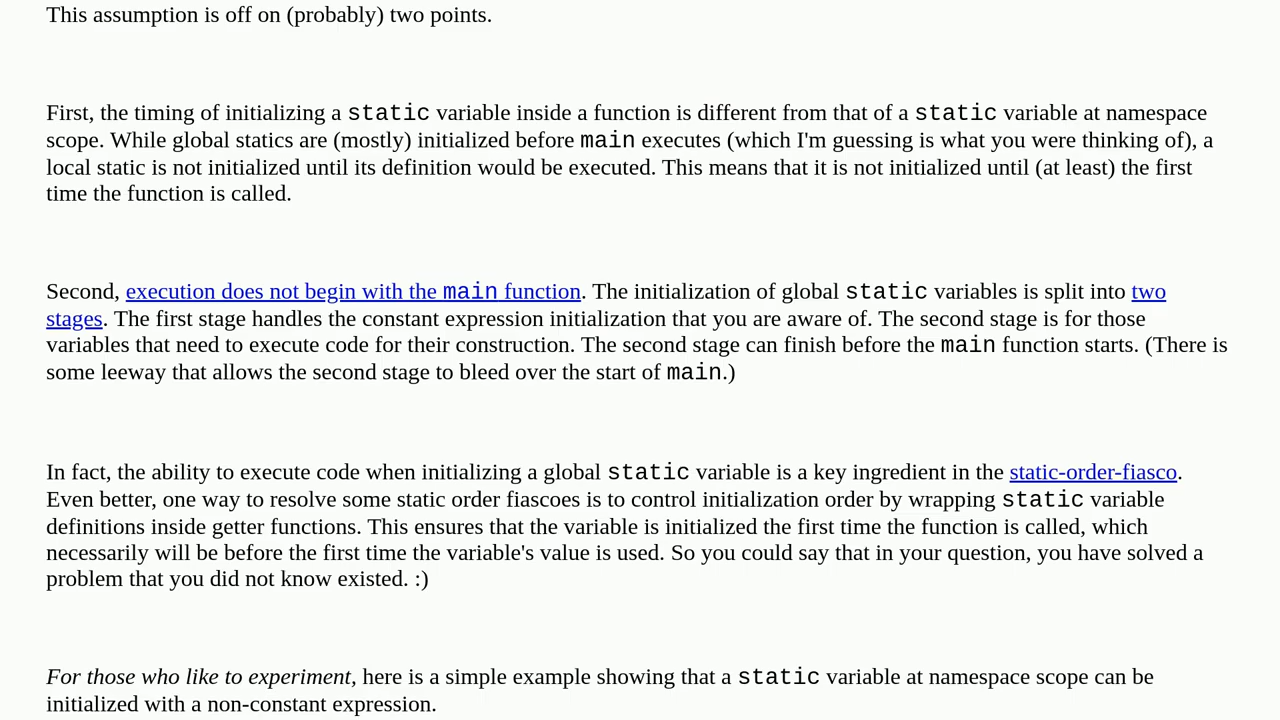 This assumption is off on (probably) two points.
First, the timing of initializing a static variable inside a function is different from that of a static variable at namespace
scope. While global statics are (mostly) initialized before main executes (which I'm guessing is what you were thinking of), a
local static is not initialized until its definition would be executed. This means that it is not initialized until (at least) the first
time the function is called.
Second, execution does not begin with the main function. The initialization of global static variables is split into two
stages. The first stage handles the constant expression initialization that you are aware of. The second stage is for those
variables that need to execute code for their construction. The second stage can finish before the main function starts. (There is
some leeway that allows the second stage to bleed over the start of main.)
In fact, the ability to execute code when initializing a global static variable is a key ingredient in the static-order-fiasco.
Even better, one way to resolve some static order fiascoes is to control initialization order by wrapping static variable
definitions inside getter functions. This ensures that the variable is initialized the first time the function is called, which
necessarily will be before the first time the variable's value is used. So you could say that in your question, you have solved a
problem that you did not know existed. :)
For those who like to experiment, here is a simple example showing that a static variable at namespace scope can be
initialized with a non-constant expression.